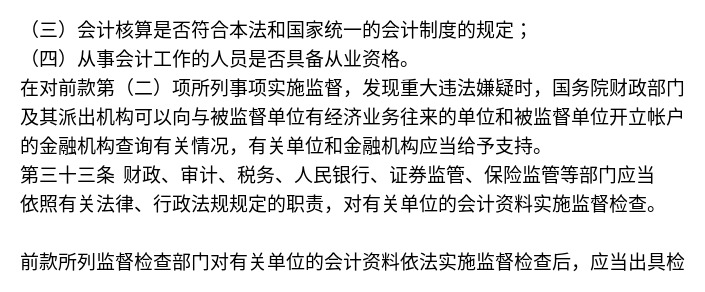 （三）会计核算是否符合本法和国家统一的会计制度的规定；
（四）从事会计工作的人员是否具备从业资格。
在对前款第（二）项所列事项实施监督，发现重大违法嫌疑时，国务院财政部门
及其派出机构可以向与被监督单位有经济业务往来的单位和被监督单位开立帐户
的金融机构查询有关情况，有关单位和金融机构应当给予支持。
第三十三条 财政、审计、税务、人民银行、证券监管、保险监管等部门应当
依照有关法律、行政法规规定的职责，对有关单位的会计资料实施监督检查。
前款所列监督检查部门对有关单位的会计资料依法实施监督检查后，应当出具检